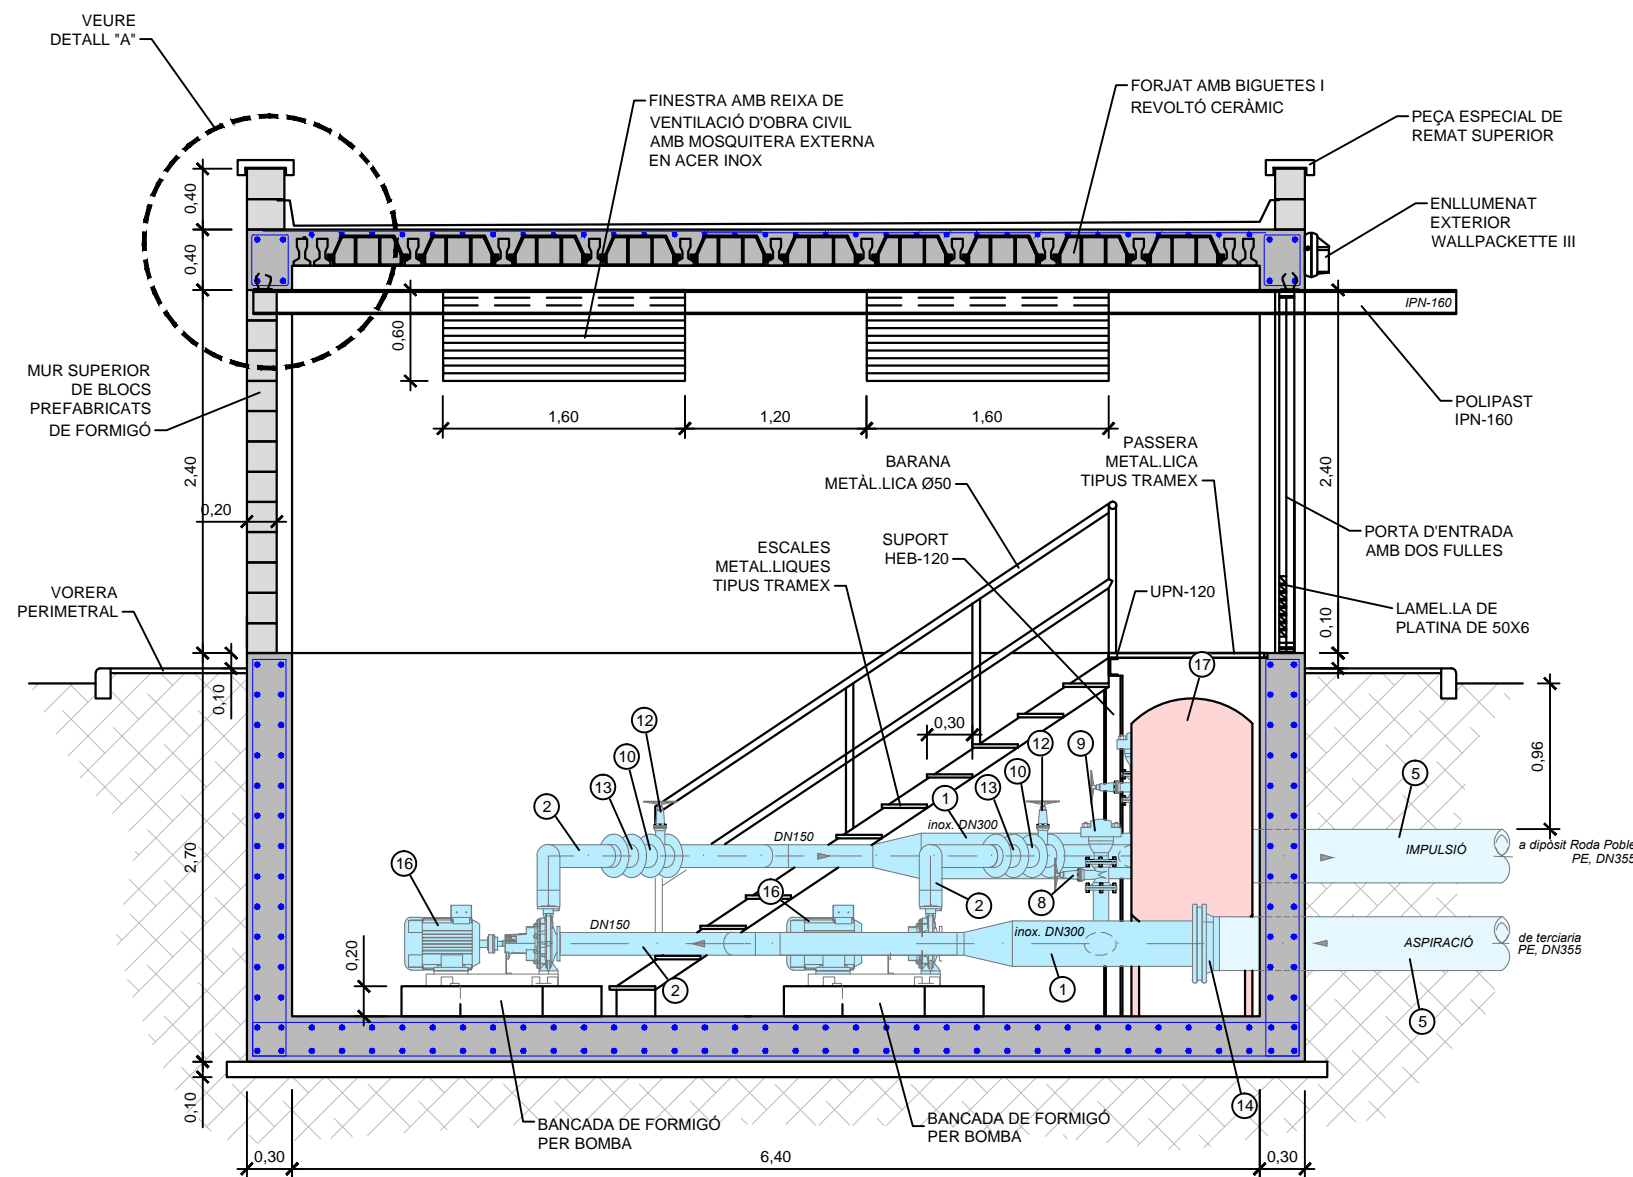 VEURE
DETALL "A"
FINESTRA AMB REIXA DE
VENTILACIÓ D'OBRA CIVIL
AMB MOSQUITERA EXTERNA
EN ACER INOX
FORJAT AMB BIGUETES I
REVOLTÓ CERÀMIC
PEÇA ESPECIAL DE
REMAT SUPERIOR
ENLLUMENAT
EXTERIOR
WALLPACKETTE III
0,40
0,40
IPN-160
0,60
MUR SUPERIOR
DE BLOCS
PREFABRICATS
DE FORMIGÓ
POLIPAST
IPN-160
1,60
1,20
1,60
2,40
2,40
0,20
BARANA
METÀL.LICA Ø50
PASSERA
METAL.LICA
TIPUS TRAMEX
ESCALES
METAL.LIQUES
TIPUS TRAMEX
SUPORT
HEB-120
PORTA D'ENTRADA
AMB DOS FULLES
VORERA
PERIMETRAL
UPN-120
LAMEL.LA DE
PLATINA DE 50X6
0,10
0,10
17
0,30
12
10
13
2
12
9
10
13
1
0,96
5
DN150
inox. DN300
IMPULSIÓ
a dipòsit Roda Poble
PE, DN355
2,70
16
16
2
8
DN150
inox. DN300
ASPIRACIÓ
de terciaria
PE, DN355
0,20
2
1
5
14
0,10
BANCADA DE FORMIGÓ
PER BOMBA
BANCADA DE FORMIGÓ
PER BOMBA
0,30
6,40
0,30